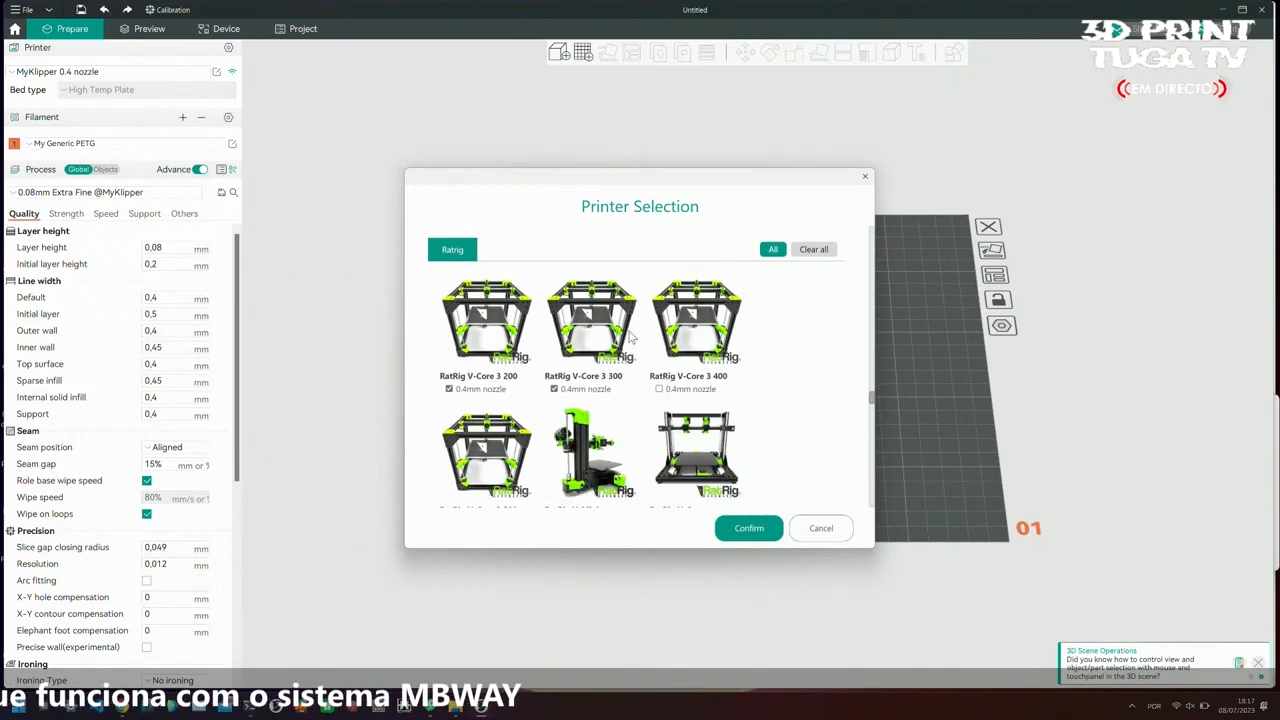 File
Calibration
Untitled
Prepare
Preview
Device
Project
3D PRINT
TUGA TV
((EM DIRECTO))
Printer
MyKlipper 0.4 nozzle
Bed type
High Temp Plate
Filament
1 My Generic PETG
Process Global Objects Advance
0.08mm Extra Fine @MyKlipper
Quality Strength Speed Support Others
Layer height
Layer height 0,08 mm
Initial layer height 0,2 mm
Line width
Default 0,4 mm
Initial layer 0,5 mm
Outer wall 0,4 mm
Inner wall 0,45 mm
Top surface 0,4 mm
Sparse infill 0,45 mm
Internal solid infill 0,4 mm
Support 0,4 mm
Seam
Seam position Aligned
Seam gap 15% mm or %
Role base wipe speed
Wipe speed 80% mm/s or %
Wipe on loops
Precision
Slice gap closing radius 0,049 mm
Resolution 0,012 mm
Arc fitting
X-Y hole compensation 0 mm
X-Y contour compensation 0 mm
Elephant foot compensation 0 mm
Precise wall(experimental)
Ironing
Ironing Type No ironing
Printer Selection
Ratrig
All
Clear all
RatRig
RatRig
RatRig
RatRig V-Core 3 200
RatRig V-Core 3 300
RatRig V-Core 3 400
0.4mm nozzle
0.4mm nozzle
0.4mm nozzle
RatRig
RatRig
RatRig
Confirm
Cancel
01
3D Scene Operations
Did you know how to control view and
object/part selection with mouse and
touchpanel in the 3D scene?
ue funciona com o sistema MBWAY
POR
18:17
08/07/2023